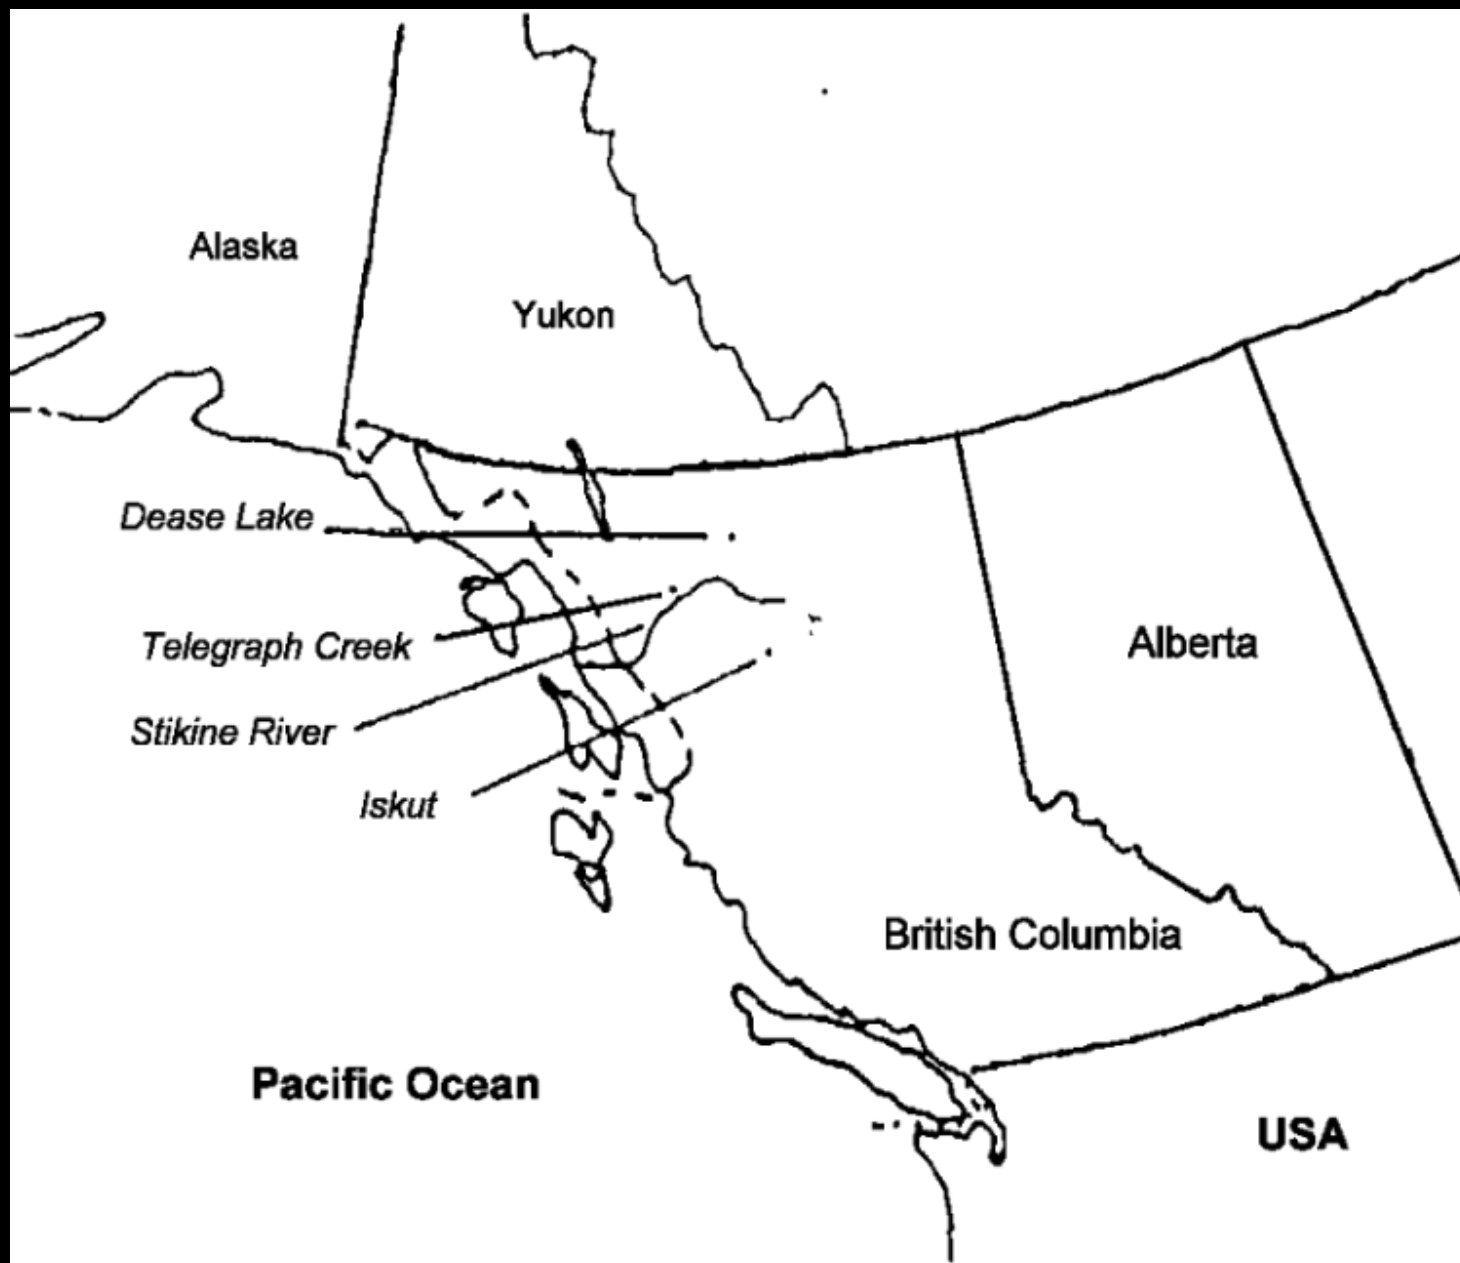 Alaska
Yukon
Dease Lake
Telegraph Creek
Alberta
Stikine River
Iskut
British Columbia
Pacific Ocean
USA